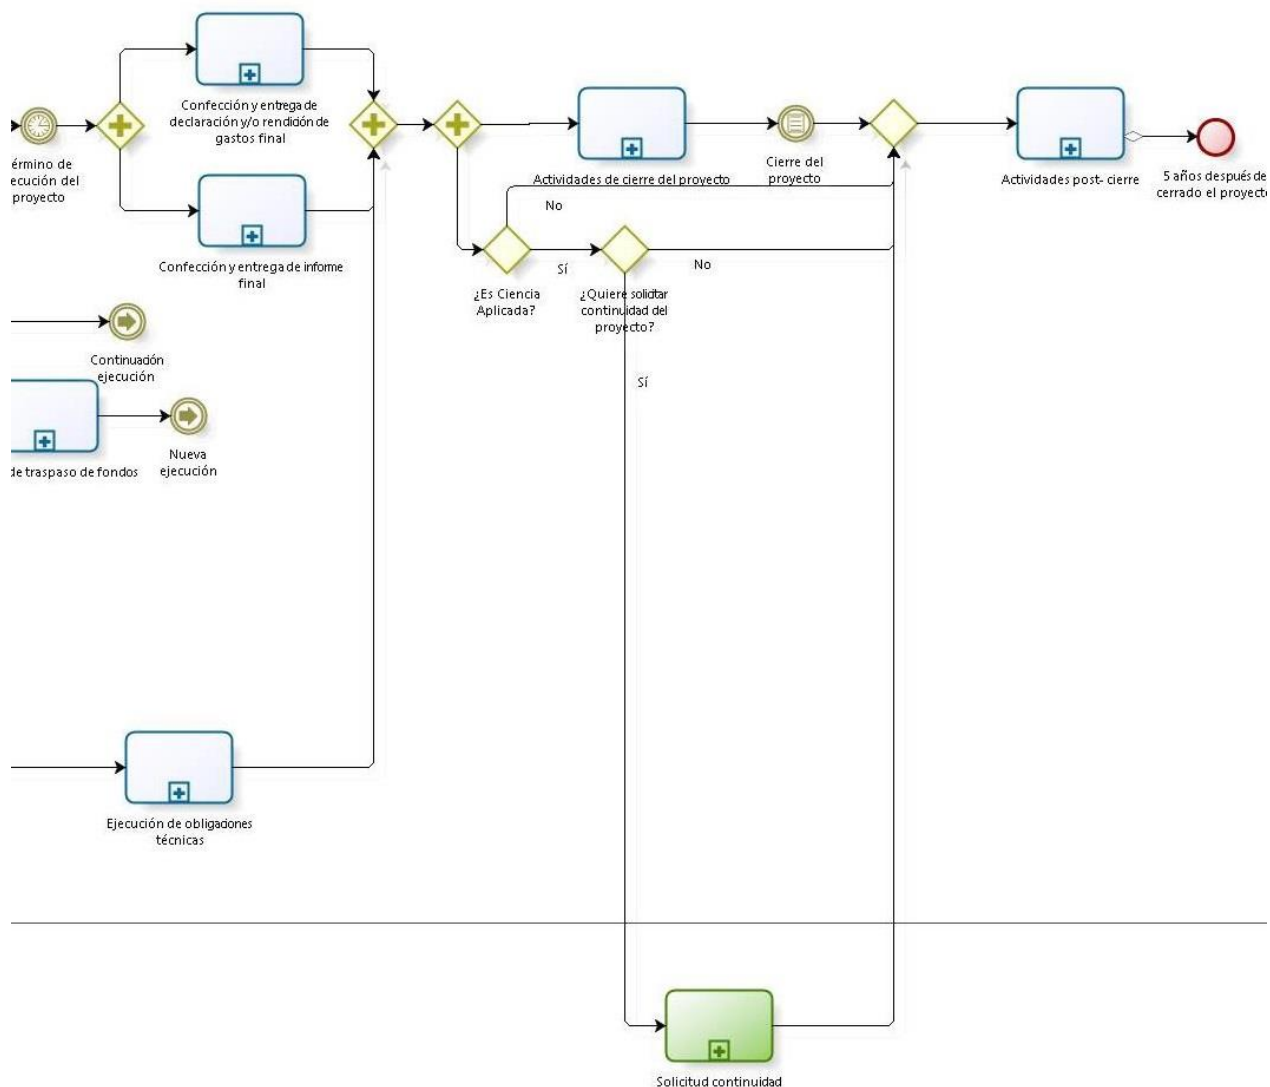 Confección y entrega de
declaración y/o rendición de
gastos final
érmino de
ecución del
proyecto
Actividades de cierre del proyecto
Cierre del
proyecto
Actividades post- cierre
5 años después de
cerrado el proyecto
No
Confección y entrega de informe
final
Sí
No
¿Es Ciencia
Aplicada?
¿Quiere solicitar
continuidad del
proyecto?
Continuación
ejecución
Sí
Nueva
ejecución
de traspaso de fondos
Ejecución de obligaciones
técnicas
Solicitud continuidad